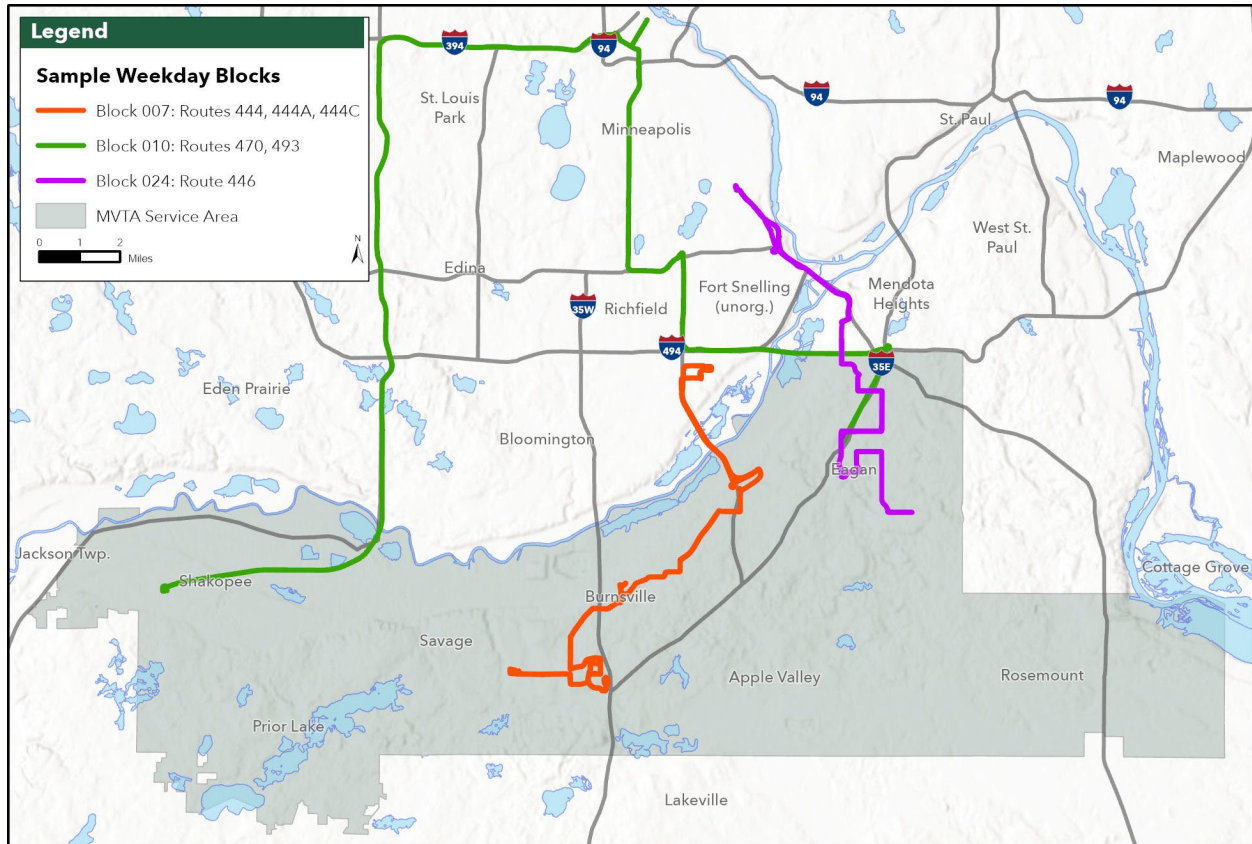 Legend
Sample Weekday Blocks
Block 007: Routes 444, 444A, 444C
Block 010: Routes 470, 493
Block 024: Route 446
MVTA Service Area
0 1 2
Miles
N
394
94
St. Louis
Park
Minneapolis
94
94
St. Paul
Maplewood
West St.
Paul
Edina
Fort Snelling
(unorg.)
Mendota
Heights
35W
Richfield
494
35E
Eden Prairie
Bloomington
Eagan
Jackson Twp.
Shakopee
Cottage Grove
Burnsville
Savage
Apple Valley
Rosemount
Prior Lake
Lakeville